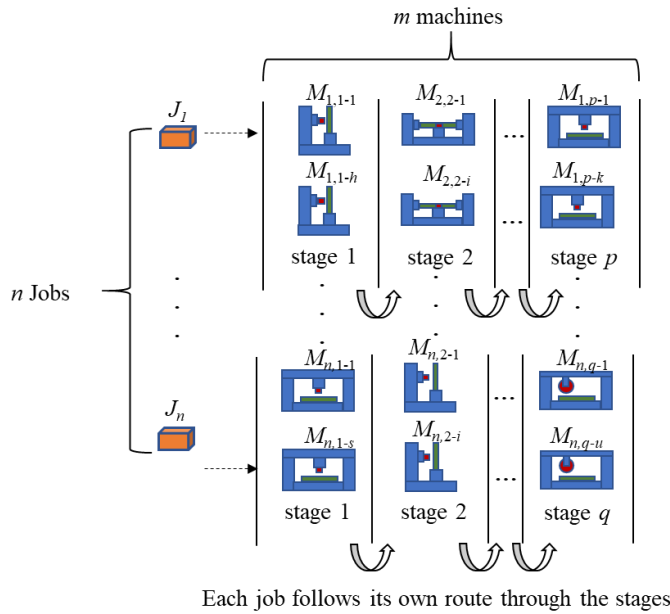 m machines
J1
M1,1-1
M2,2-1
M1,p-1
...
M1,1-h
M2,2-i
M1,p-k
...
stage 1
stage 2
stage p
n Jobs
Mn,1-1
Mn,2-1
Mn,q-1
...
Jn
Mn,1-s
Mn,2-i
Mn,q-u
...
stage 1
stage 2
stage q
Each job follows its own route through the stages